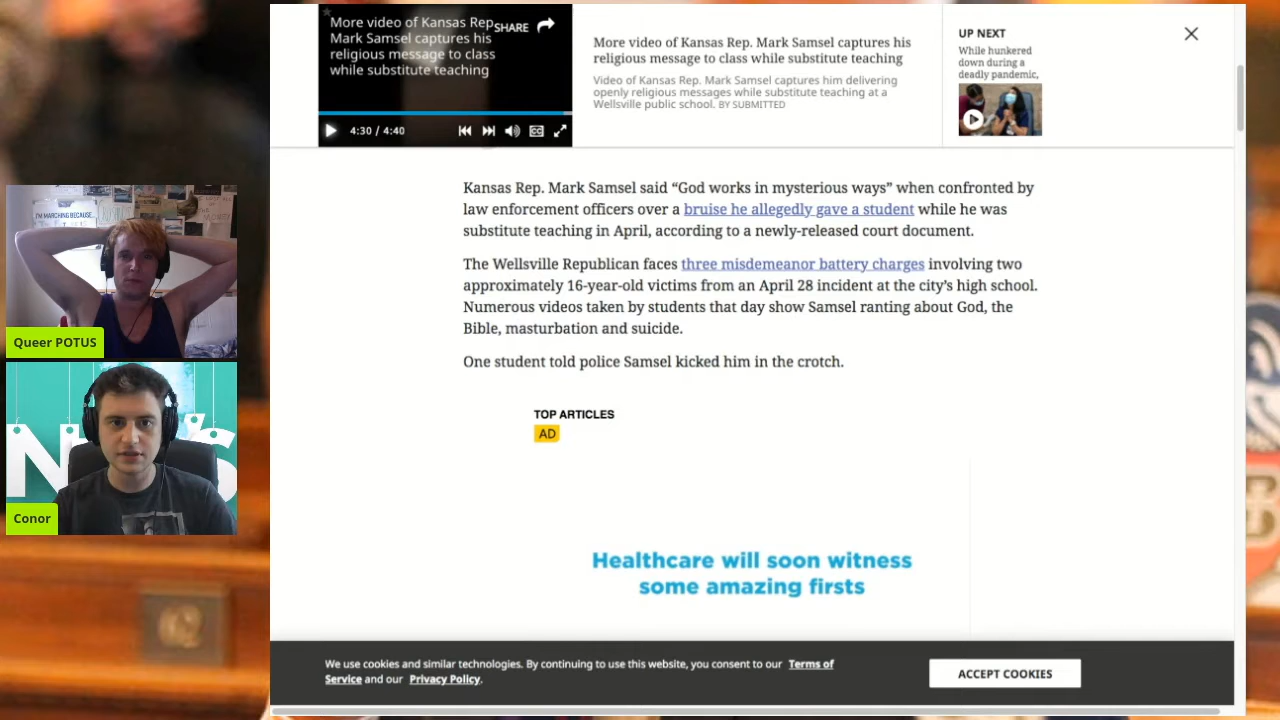 More video of Kansas Rep.
Mark Samsel captures his
religious message to class
while substitute teaching
SHARE
4:30 / 4:40
CC
More video of Kansas Rep. Mark Samsel captures his
religious message to class while substitute teaching
Video of Kansas Rep. Mark Samsel captures him delivering
openly religious messages while substitute teaching at a
Wellsville public school. BY SUBMITTED
UP NEXT
While hunkered
down during a
deadly pandemic,
I'M MARCHING BECAUSE
Queer POTUS
Conor
Kansas Rep. Mark Samsel said “God works in mysterious ways” when confronted by
law enforcement officers over a bruise he allegedly gave a student while he was
substitute teaching in April, according to a newly-released court document.
The Wellsville Republican faces three misdemeanor battery charges involving two
approximately 16-year-old victims from an April 28 incident at the city’s high school.
Numerous videos taken by students that day show Samsel ranting about God, the
Bible, masturbation and suicide.
One student told police Samsel kicked him in the crotch.
TOP ARTICLES
AD
Healthcare will soon witness
some amazing firsts
We use cookies and similar technologies. By continuing to use this website, you consent to our Terms of
Service and our Privacy Policy.
ACCEPT COOKIES